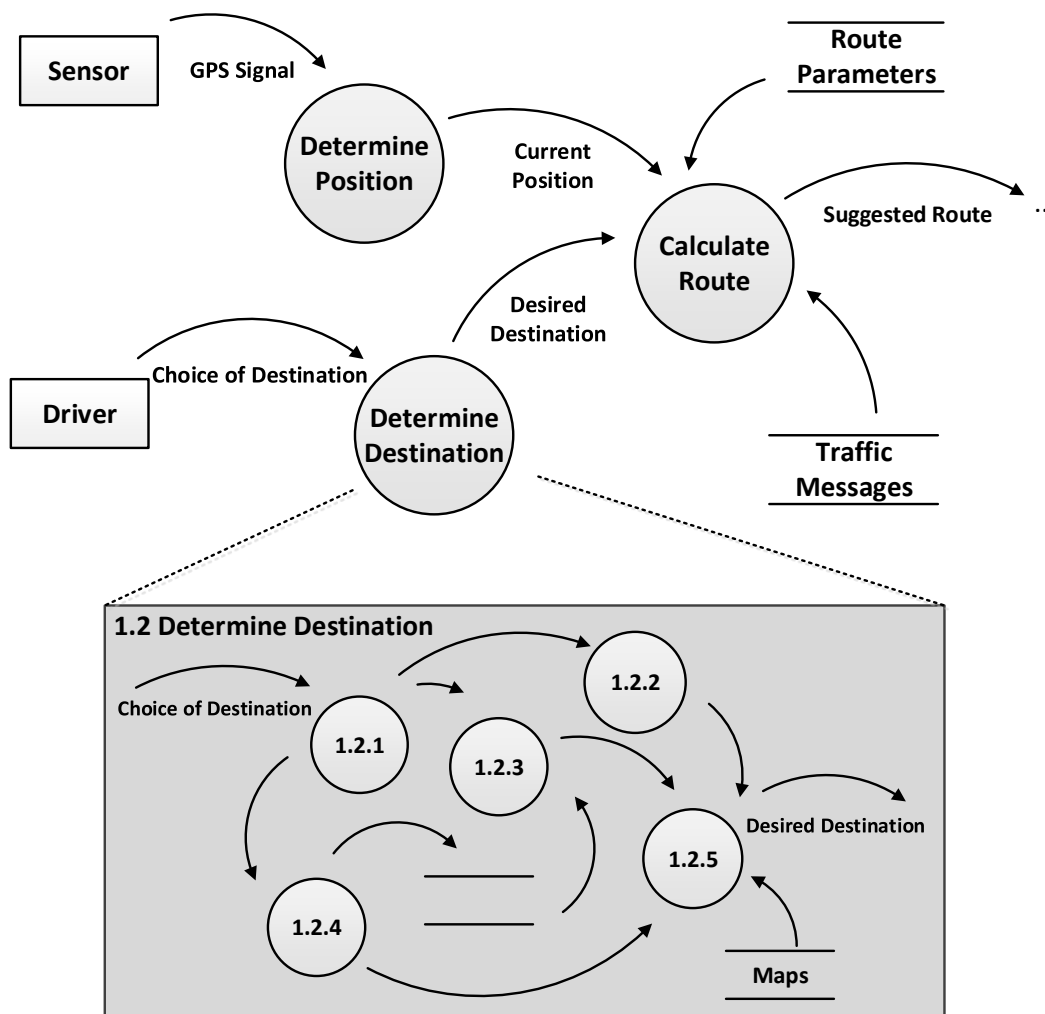 Sensor
GPS Signal
Route
Parameters
Determine
Position
Current
Position
Suggested Route
..
Calculate
Route
Desired
Destination
Choice of Destination
Driver
Determine
Destination
Traffic
Messages
1.2 Determine Destination
Choice of Destination
1.2.1
1.2.2
1.2.3
1.2.4
1.2.5
Desired Destination
Maps